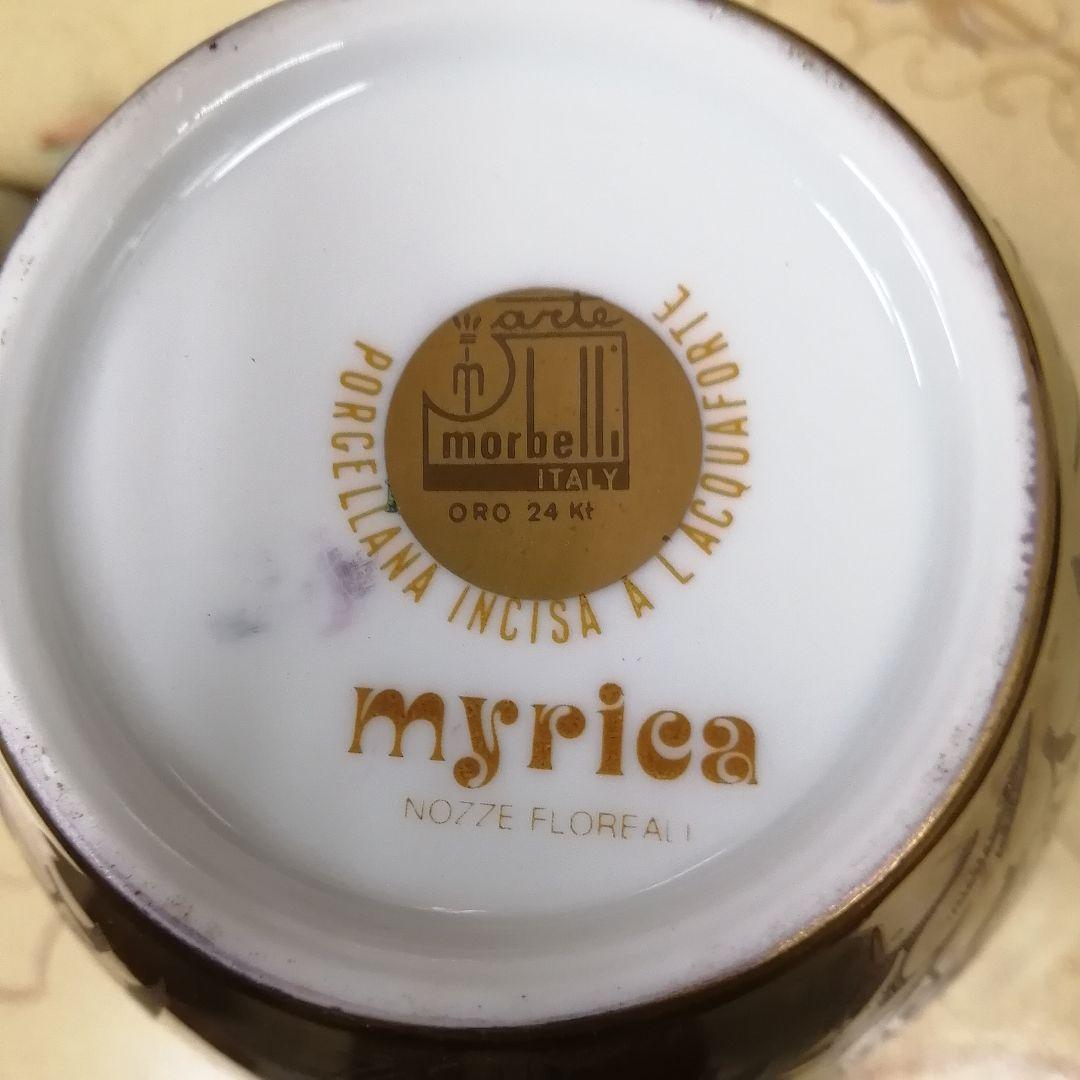 arte
m
morbelli
ITALY
ORO 24 Kt
PORCELLANA INCISA A L'ACQUAFORTE
myrica
NOZZE FLOREALI